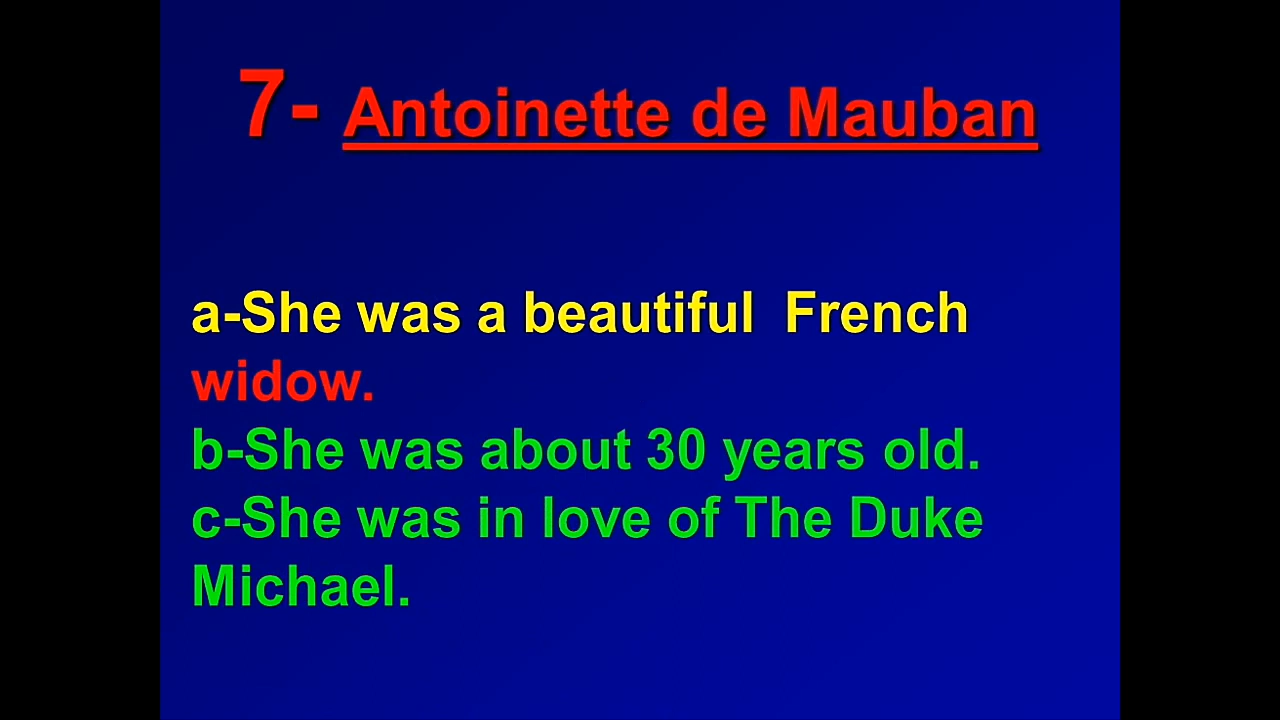 7- Antoinette de Mauban
a-She was a beautiful  French
widow.
b-She was about 30 years old.
c-She was in love of The Duke
Michael.